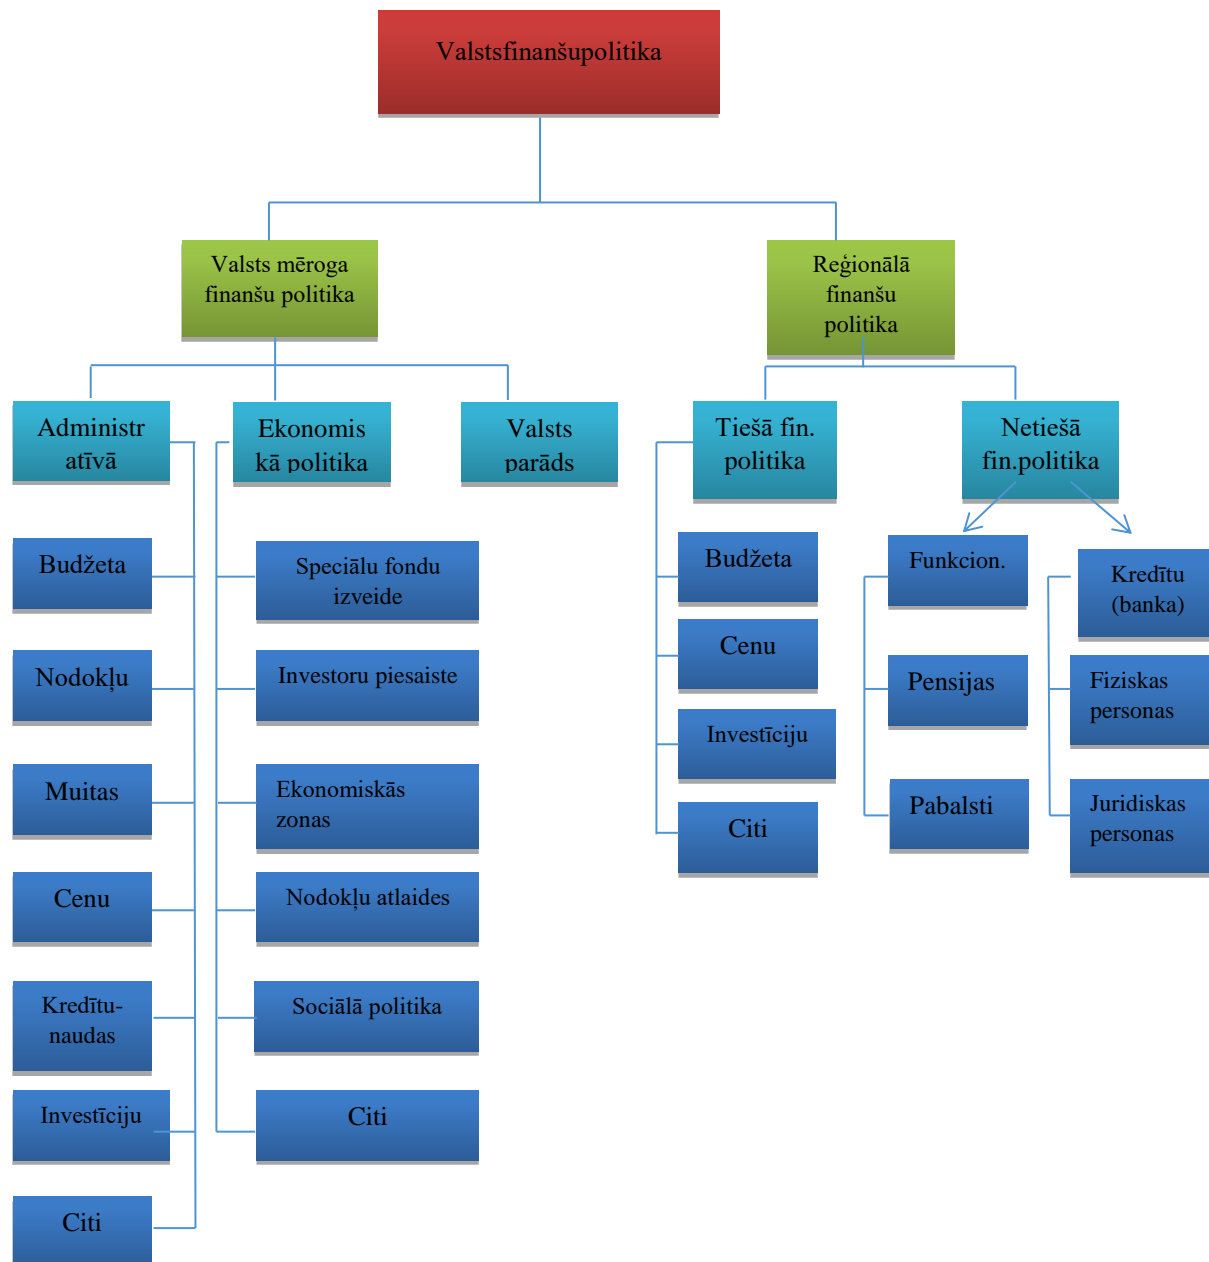 Valstsfinanšupolitika
Valsts mēroga
finanšu politika
Reģionālā
finanšu
politika
Administr
atīvā
Ekonomis
kā politika
Valsts
parāds
Tiešā fin.
politika
Netiešā
fin.politika
Budžeta
Nodokļu
Muitas
Cenu
Kredītu-
naudas
Investīciju
Citi
Speciālu fondu
izveide
Investoru piesaiste
Ekonomiskās
zonas
Nodokļu atlaides
Sociālā politika
Citi
Budžeta
Cenu
Investīciju
Citi
Funkcion.
Pensijas
Pabalsti
Kredītu
(banka)
Fiziskas
personas
Juridiskas
personas